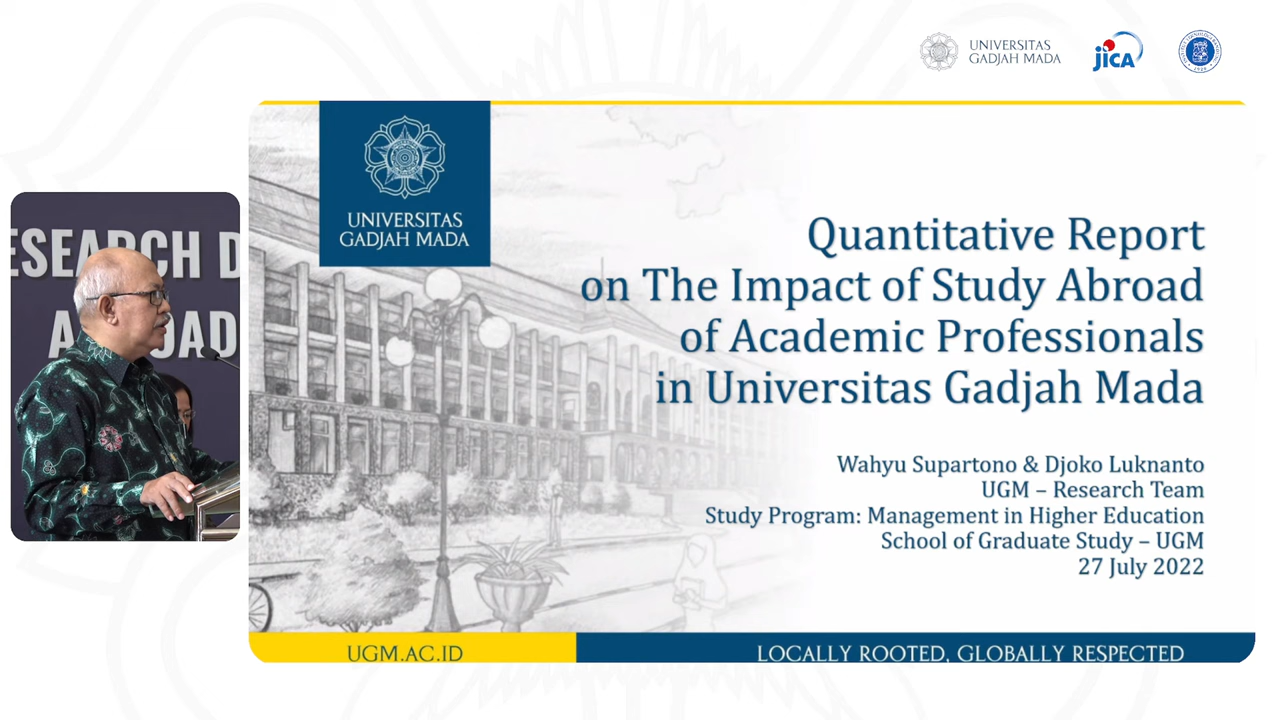 UNIVERSITAS
GADJAH MADA
JICA
ESEARCH D
ROAD
UNIVERSITAS
GADJAH MADA
Quantitative Report
on The Impact of Study Abroad
of Academic Professionals
in Universitas Gadjah Mada
Wahyu Supartono & Djoko Luknanto
UGM – Research Team
Study Program: Management in Higher Education
School of Graduate Study – UGM
27 July 2022
UGM.AC.ID
LOCALLY ROOTED, GLOBALLY RESPECTED